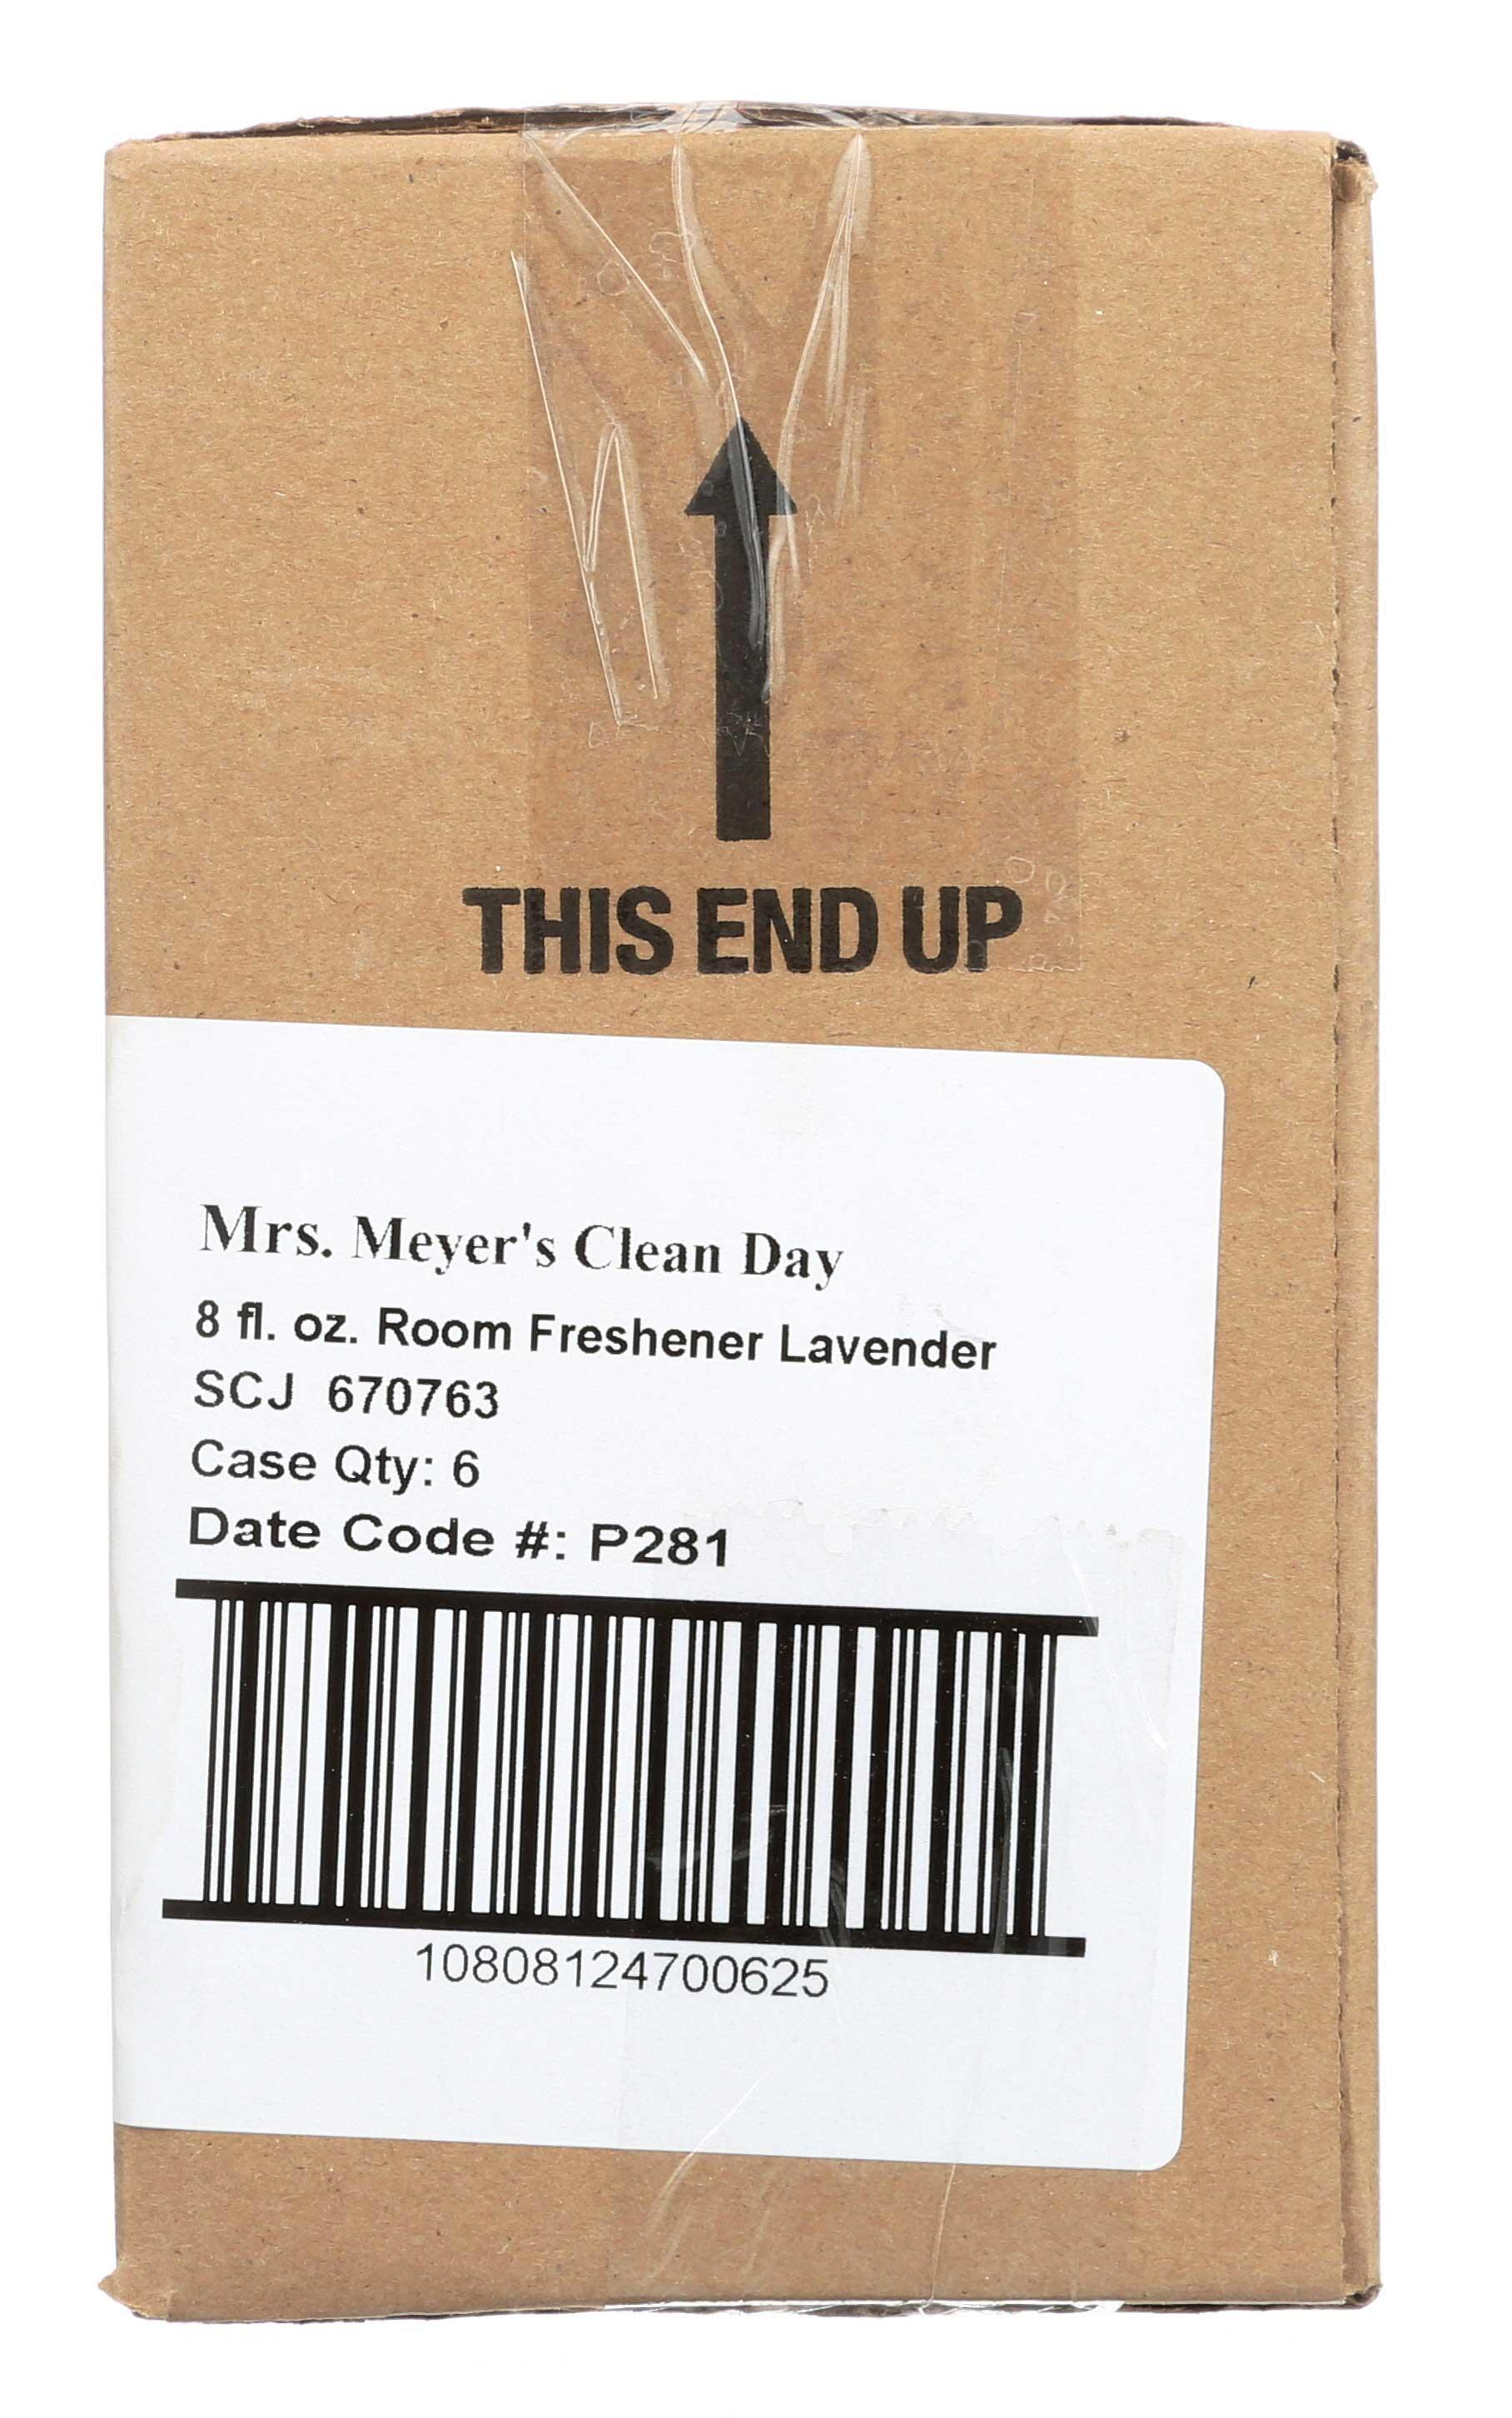 THIS END UP
Mrs. Meyer's Clean Day
8 fl. oz. Room Freshener Lavender
SCJ 670763
Case Qty: 6
Date Code #: P281
10808124700625